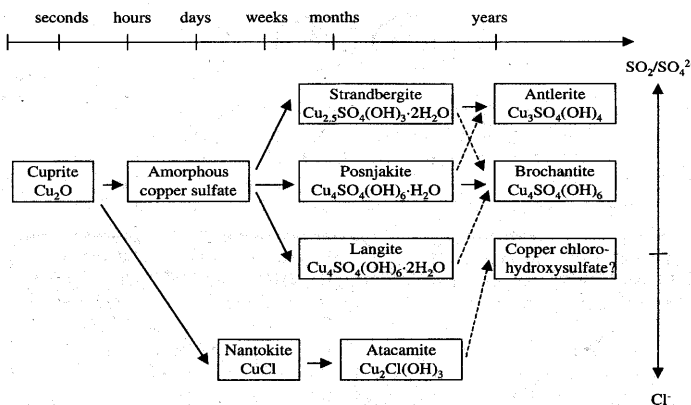 seconds hours days weeks months years
SO₂/SO₄²
Strandbergite
Cu₂.₅SO₄(OH)₃·2H₂O
Antlerite
Cu₃SO₄(OH)₄
Cuprite
Cu₂O
Amorphous
copper sulfate
Posnjakite
Cu₄SO₄(OH)₆·H₂O
Brochantite
Cu₄SO₄(OH)₆
Langite
Cu₄SO₄(OH)₆·2H₂O
Copper chloro-
hydroxysulfate?
Nantokite
CuCl
Atacamite
Cu₂Cl(OH)₃
Cl⁻